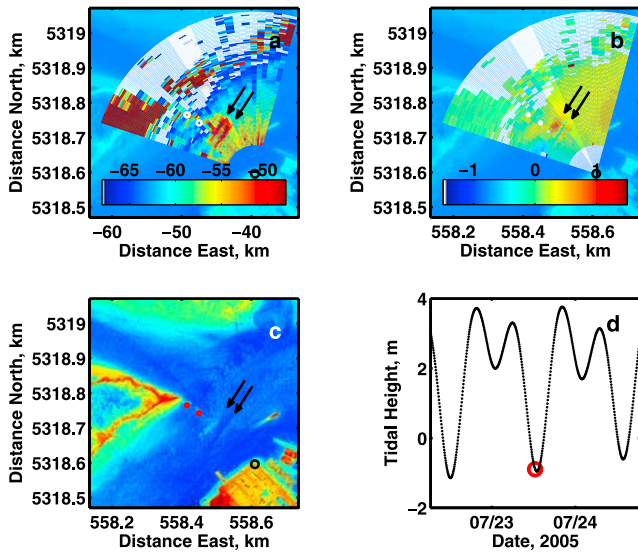 a
5319
5318.9
5318.8
5318.7
5318.6
5318.5
Distance North, km
−65 −60 −55 −50
−60 −50 −40
Distance East, km
b
5319
5318.9
5318.8
5318.7
5318.6
5318.5
Distance North, km
−1 0 1
558.2 558.4 558.6
Distance East, km
c
5319
5318.9
5318.8
5318.7
5318.6
5318.5
Distance North, km
558.2 558.4 558.6
Distance East, km
d
4
2
0
−2
Tidal Height, m
07/23 07/24
Date, 2005